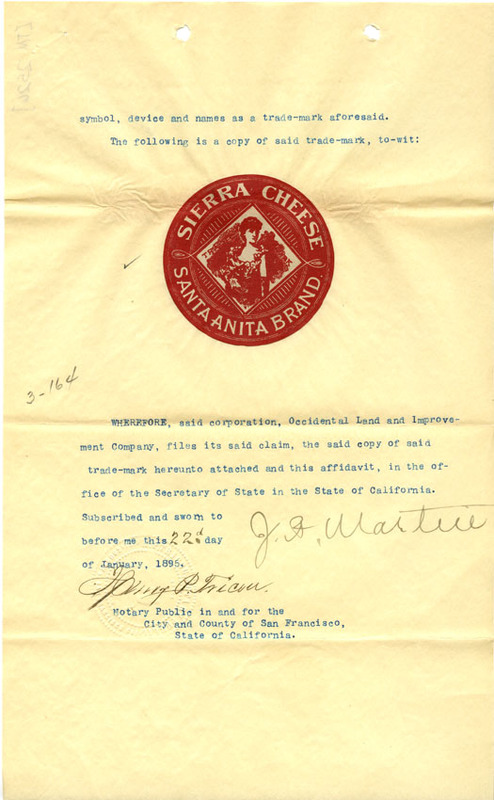 symbol, device and names as a trade-mark aforesaid.
The following is a copy of said trade-mark, to-wit:
SIERRA CHEESE
SANTA ANITA BRAND.
3-164
WHEREFORE, said corporation, Occidental Land and Improve-
ment Company, files its said claim, the said copy of said
trade-mark hereunto attached and this affidavit, in the of-
fice of the Secretary of State in the State of California.
Subscribed and sworn to
before me this 22d day
of January, 1895.
J. A. Martin
Notary Public in and for the
City and County of San Francisco,
State of California.